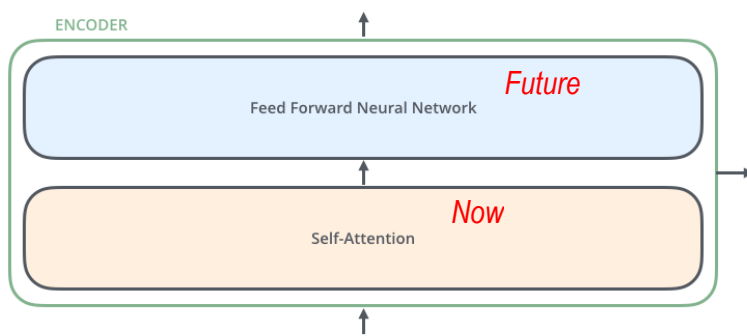 ENCODER
Future
Feed Forward Neural Network
Now
Self-Attention